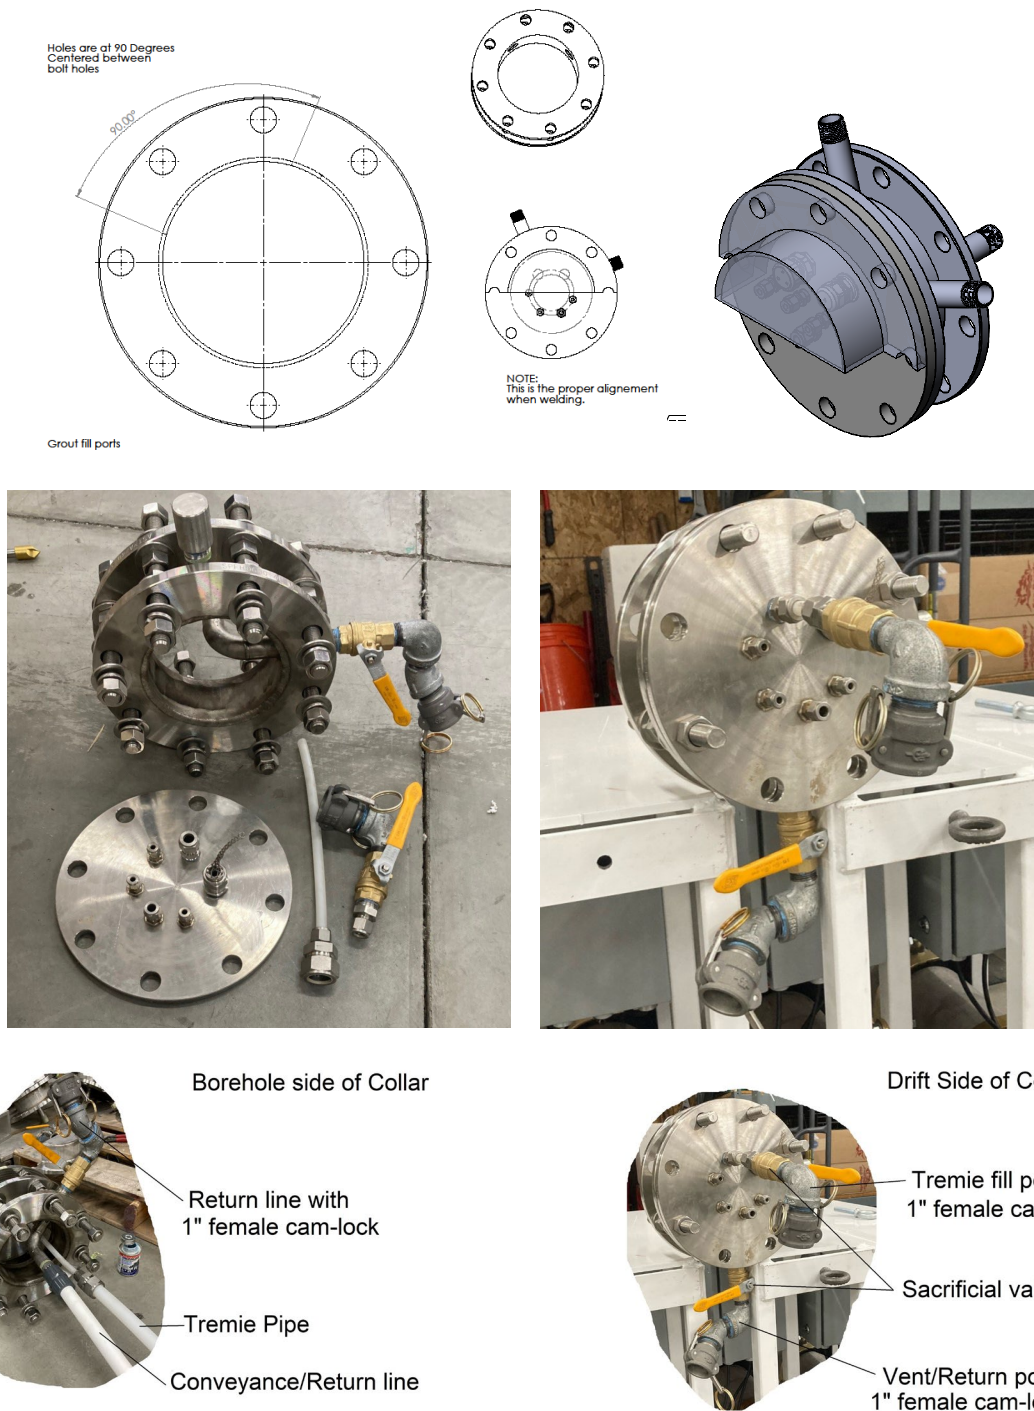 Holes are at 90 Degrees
Centered between
bolt holes
90.00°
NOTE:
This is the proper alignement
when welding.
Grout fill ports
Borehole side of Collar
Drift Side of
Return line with
1" female cam-lock
Tremie fill
1" female
Sacrificial
Tremie Pipe
Vent/Return
Conveyance/Return line
1" female